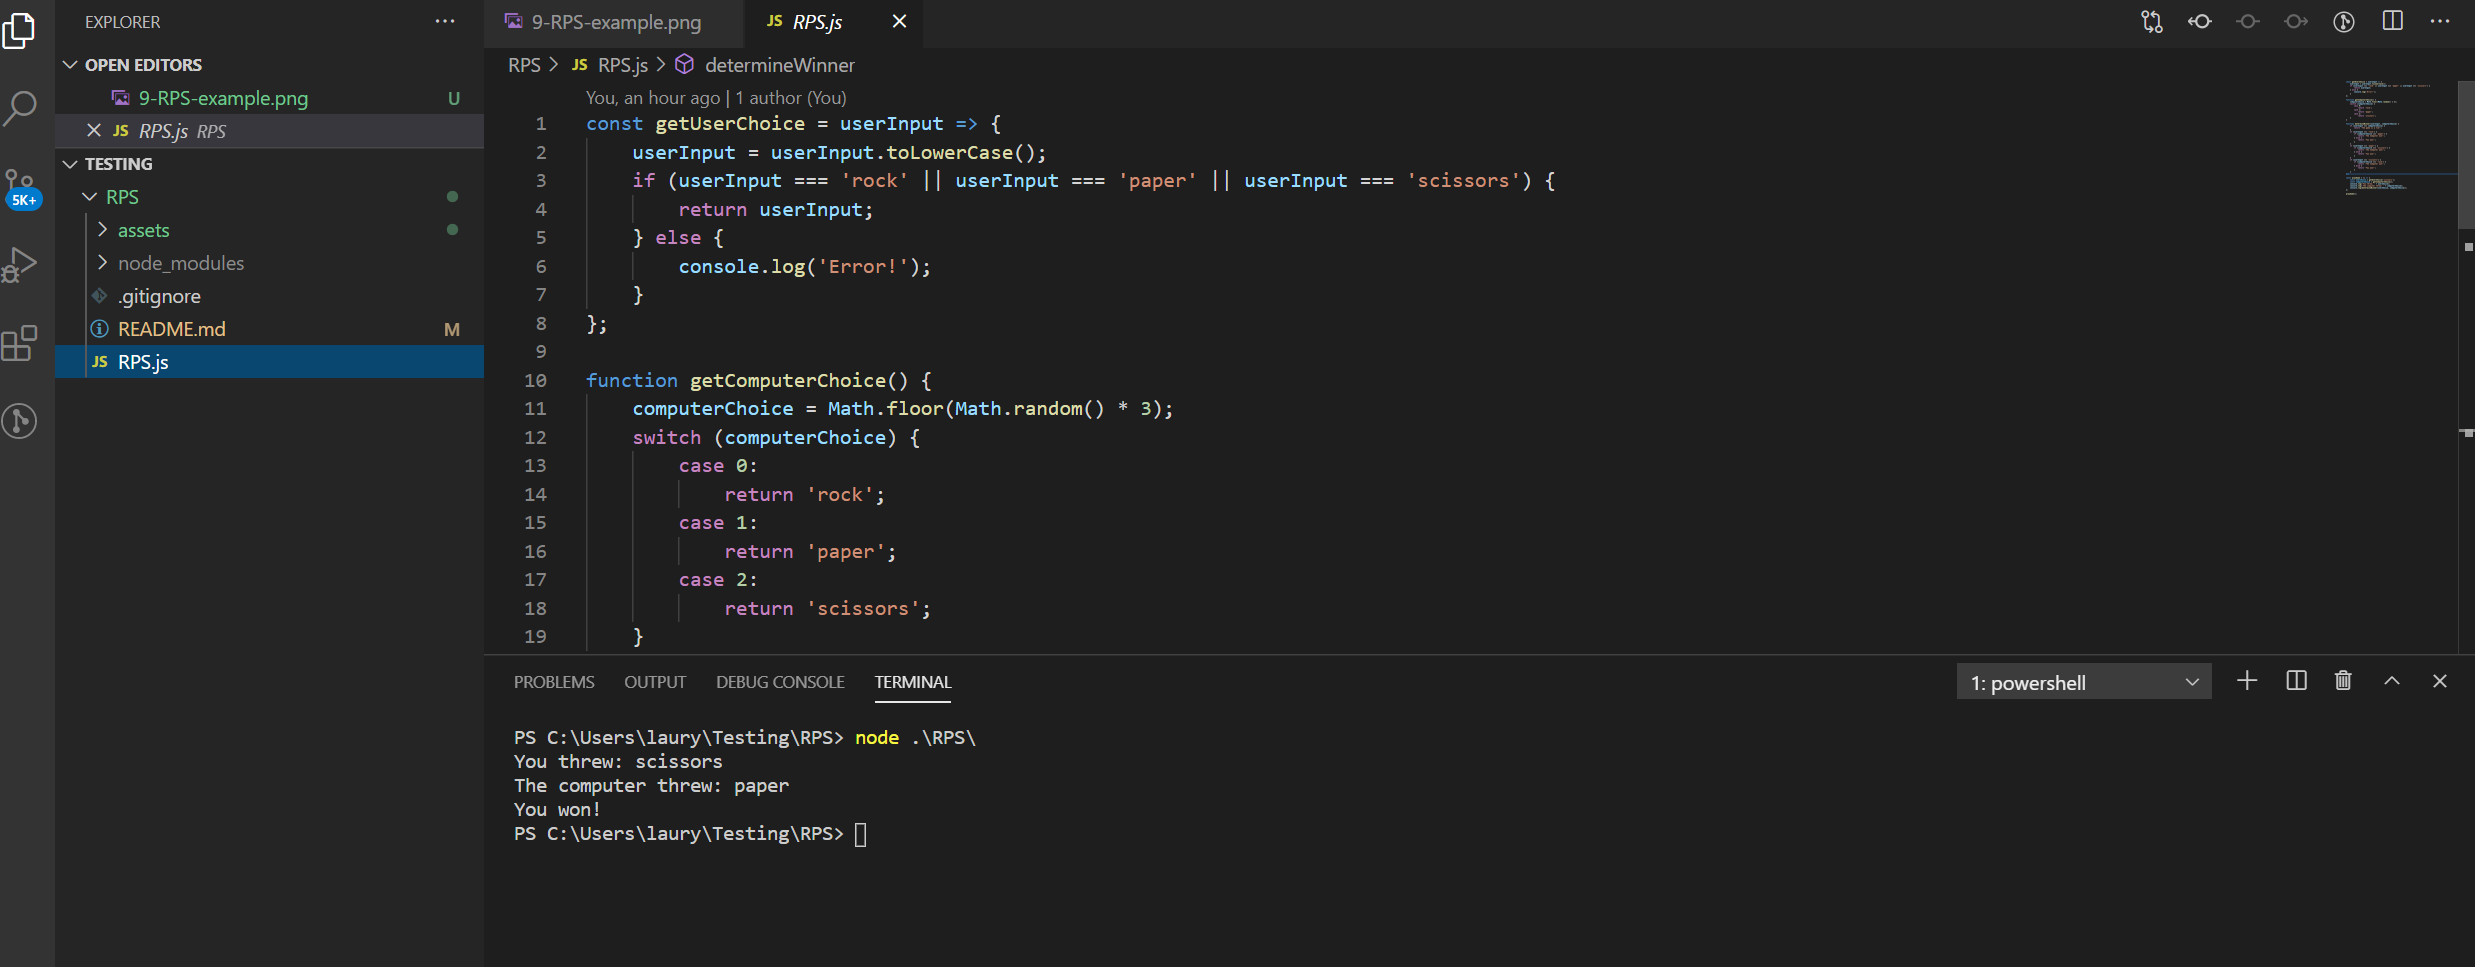 EXPLORER
OPEN EDITORS
9-RPS-example.png U
JS RPS.js RPS
TESTING
RPS
assets
node_modules
.gitignore
README.md M
JS RPS.js
5K+
9-RPS-example.png
JS RPS.js
RPS > JS RPS.js > determineWinner
You, an hour ago | 1 author (You)
1 const getUserChoice = userInput => {
2 userInput = userInput.toLowerCase();
3 if (userInput === 'rock' || userInput === 'paper' || userInput === 'scissors') {
4 return userInput;
5 } else {
6 console.log('Error!');
7 }
8 };
9
10 function getComputerChoice() {
11 computerChoice = Math.floor(Math.random() * 3);
12 switch (computerChoice) {
13 case 0:
14 return 'rock';
15 case 1:
16 return 'paper';
17 case 2:
18 return 'scissors';
19 }
PROBLEMS OUTPUT DEBUG CONSOLE TERMINAL
1: powershell
PS C:\Users\laury\Testing\RPS> node .\RPS\
You threw: scissors
The computer threw: paper
You won!
PS C:\Users\laury\Testing\RPS>